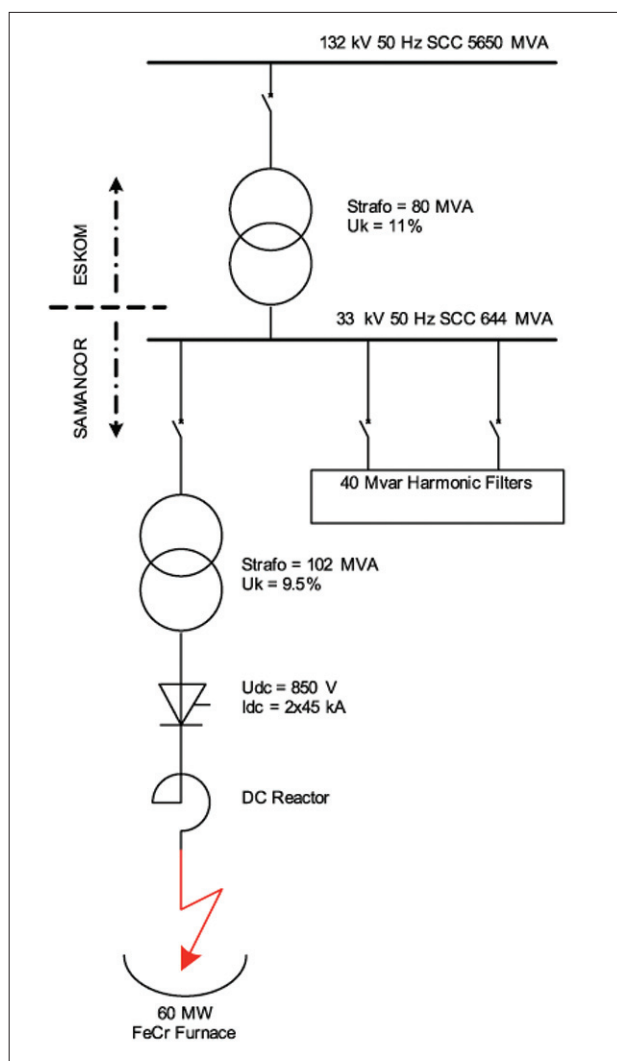 132 kV 50 Hz SCC 5650 MVA
Strafo = 80 MVA
Uk = 11%
ESKOM
33 kV 50 Hz SCC 644 MVA
SAMANCOR
40 Mvar Harmonic Filters
Strafo = 102 MVA
Uk = 9.5%
Udc = 850 V
Idc = 2x45 kA
DC Reactor
60 MW
FeCr Furnace